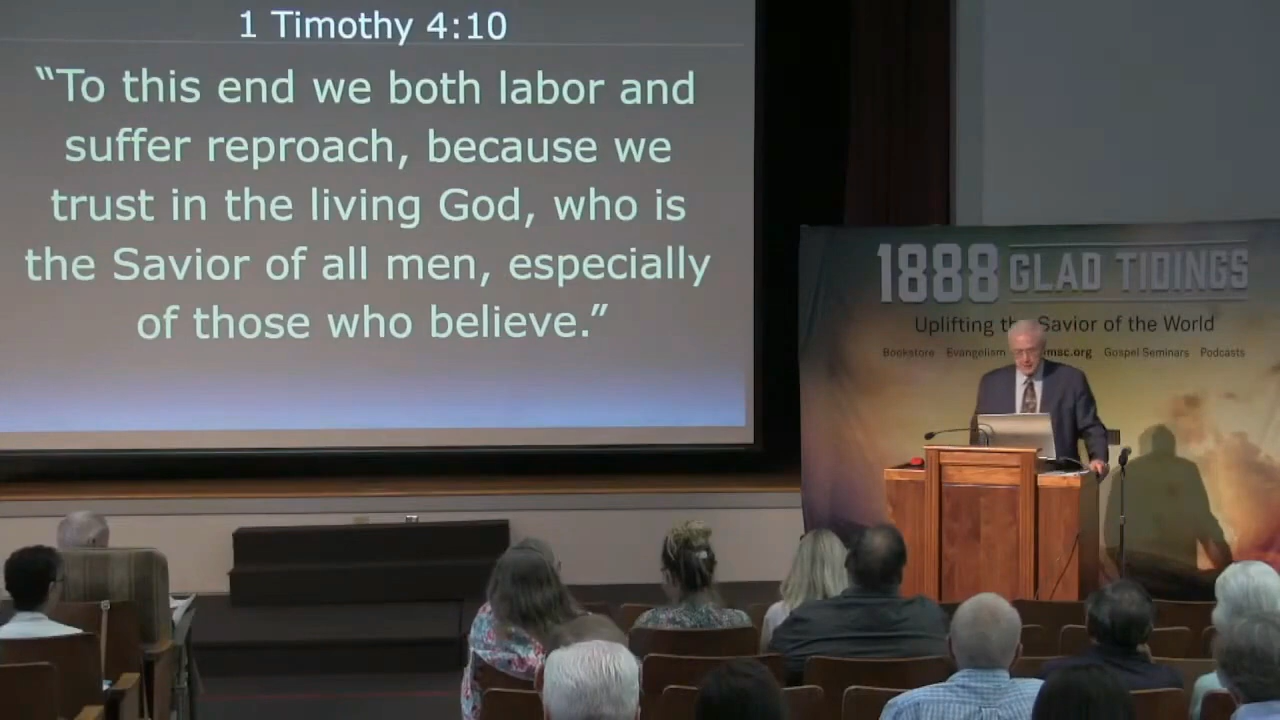 1 Timothy 4:10
“To this end we both labor and
suffer reproach, because we
trust in the living God, who is
the Savior of all men, especially
of those who believe.”
1888 GLAD TIDINGS
Uplifting Savior of the World
Bookstore Evangelism msc.org Gospel Seminars Podcasts